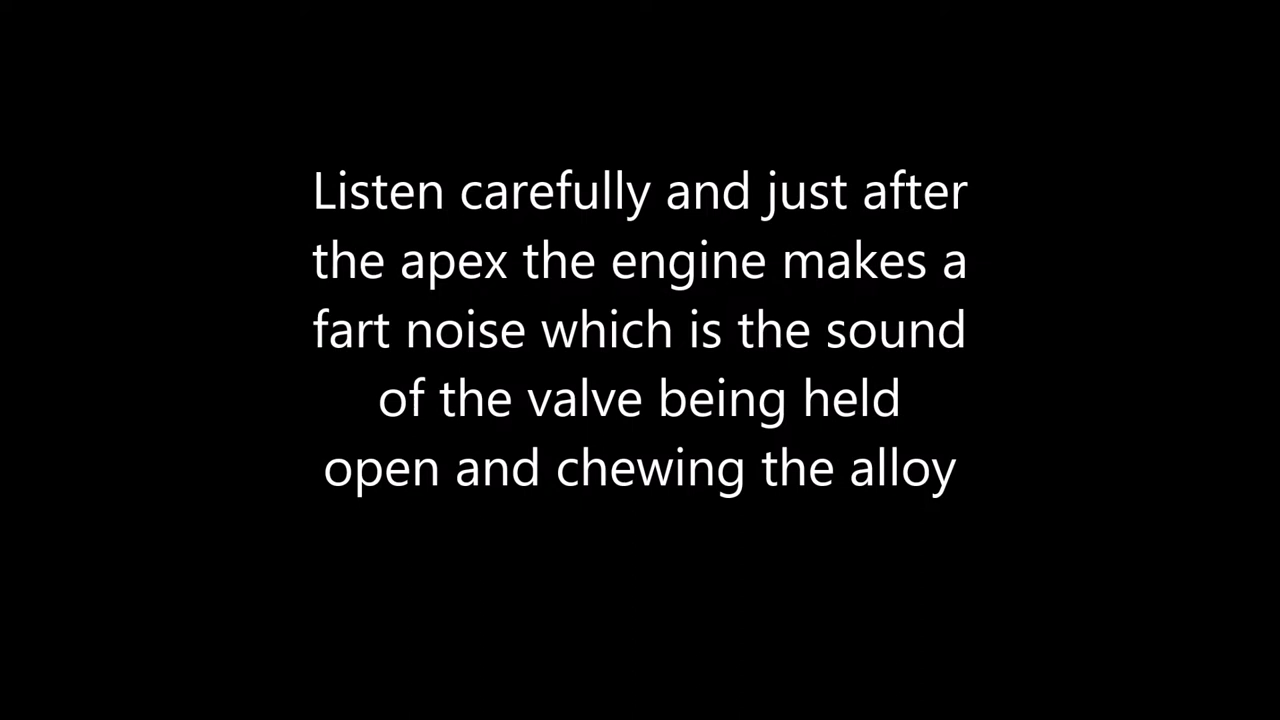 Listen carefully and just after
the apex the engine makes a
fart noise which is the sound
of the valve being held
open and chewing the alloy